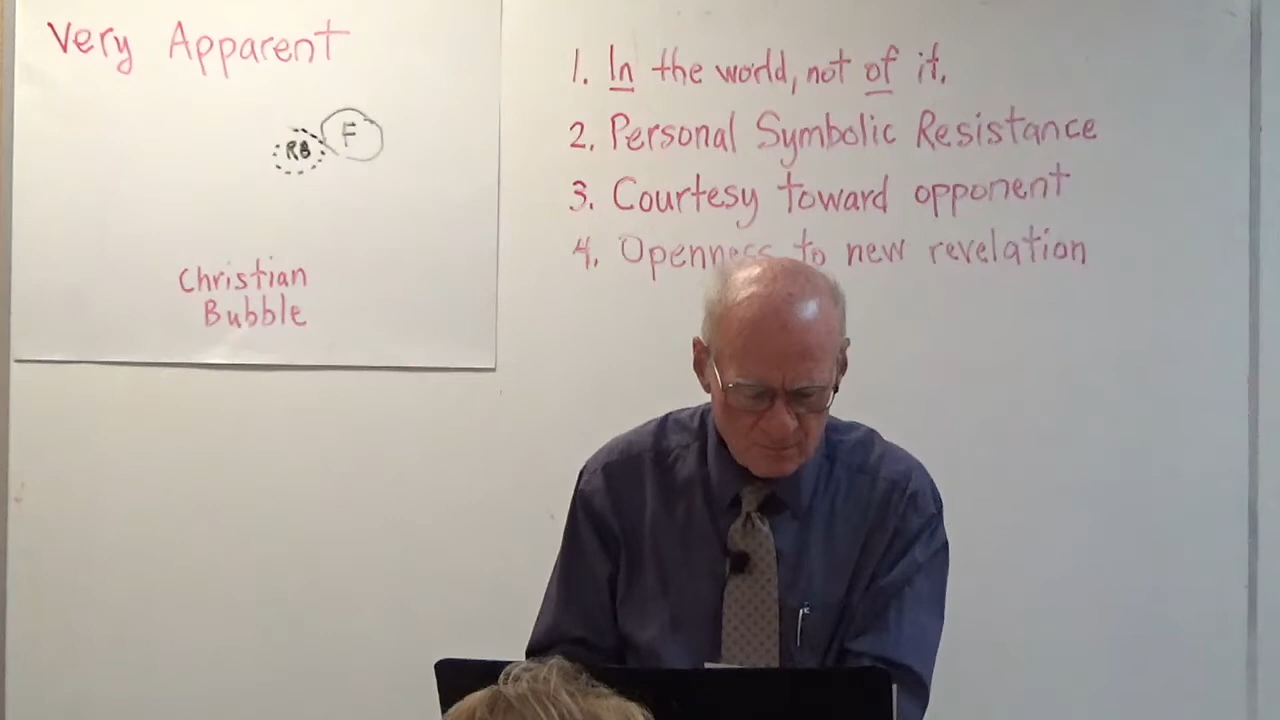 Very Apparent
RB F
Christian
Bubble
1. In the world, not of it.
2. Personal Symbolic Resistance
3. Courtesy toward opponent
4. Openness to new revelation